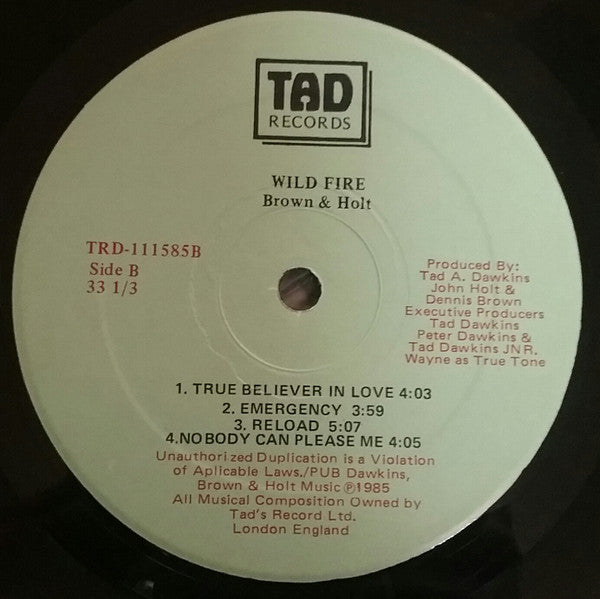 TAD
RECORDS
WILD FIRE
Brown & Holt
TRD-111585B
Side B
33 1/3
Produced By:
Tad A. Dawkins
John Holt &
Dennis Brown
Executive Producers
Tad Dawkins
Peter Dawkins &
Tad Dawkins JNR.
Wayne as True Tone
1. TRUE BELIEVER IN LOVE 4:03
2. EMERGENCY 3:59
3. RELOAD 5:07
4.NOBODY CAN PLEASE ME 4:05
Unauthorized Duplication is a Violation
of Aplicable Laws./PUB Dawkins,
Brown & Holt Music ℗1985
All Musical Composition Owned by
Tad's Record Ltd.
London England